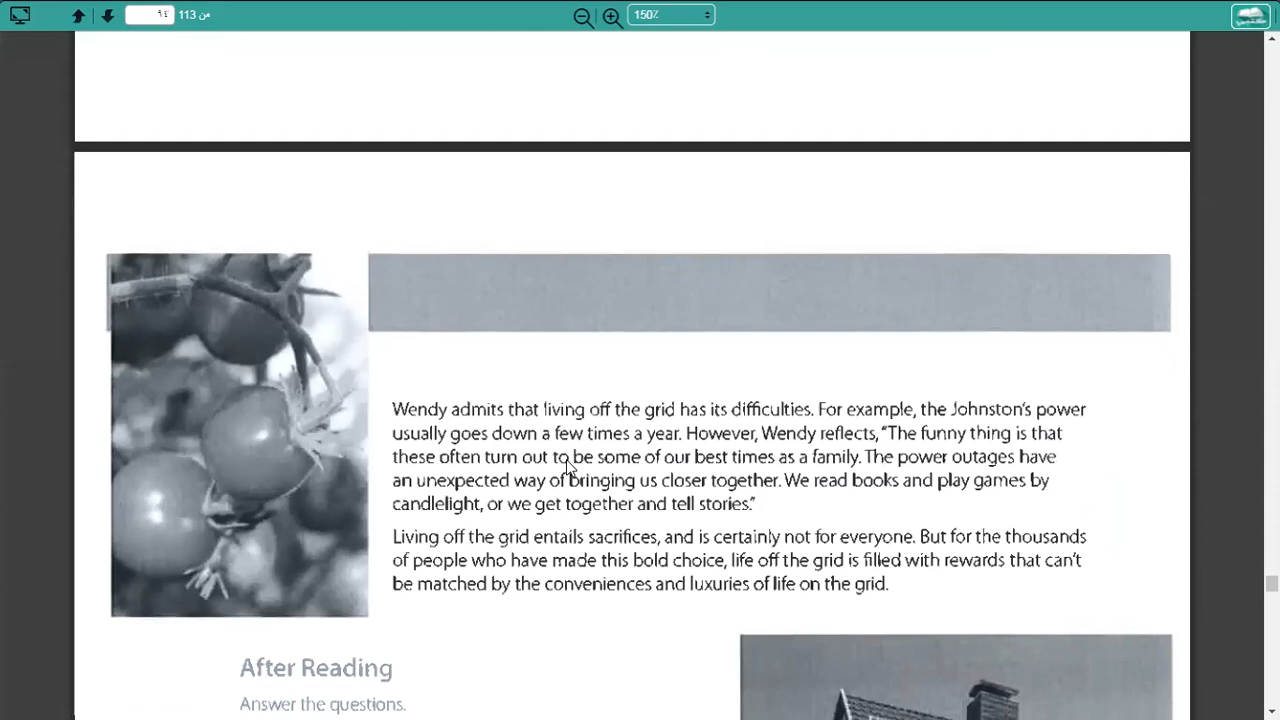 ٩٤ من 113
150٪
Wendy admits that living off the grid has its difficulties. For example, the Johnston's power
usually goes down a few times a year. However, Wendy reflects, "The funny thing is that
these often turn out to be some of our best times as a family. The power outages have
an unexpected way of bringing us closer together. We read books and play games by
candlelight, or we get together and tell stories."
Living off the grid entails sacrifices, and is certainly not for everyone. But for the thousands
of people who have made this bold choice, life off the grid is filled with rewards that can't
be matched by the conveniences and luxuries of life on the grid.
After Reading
Answer the questions.